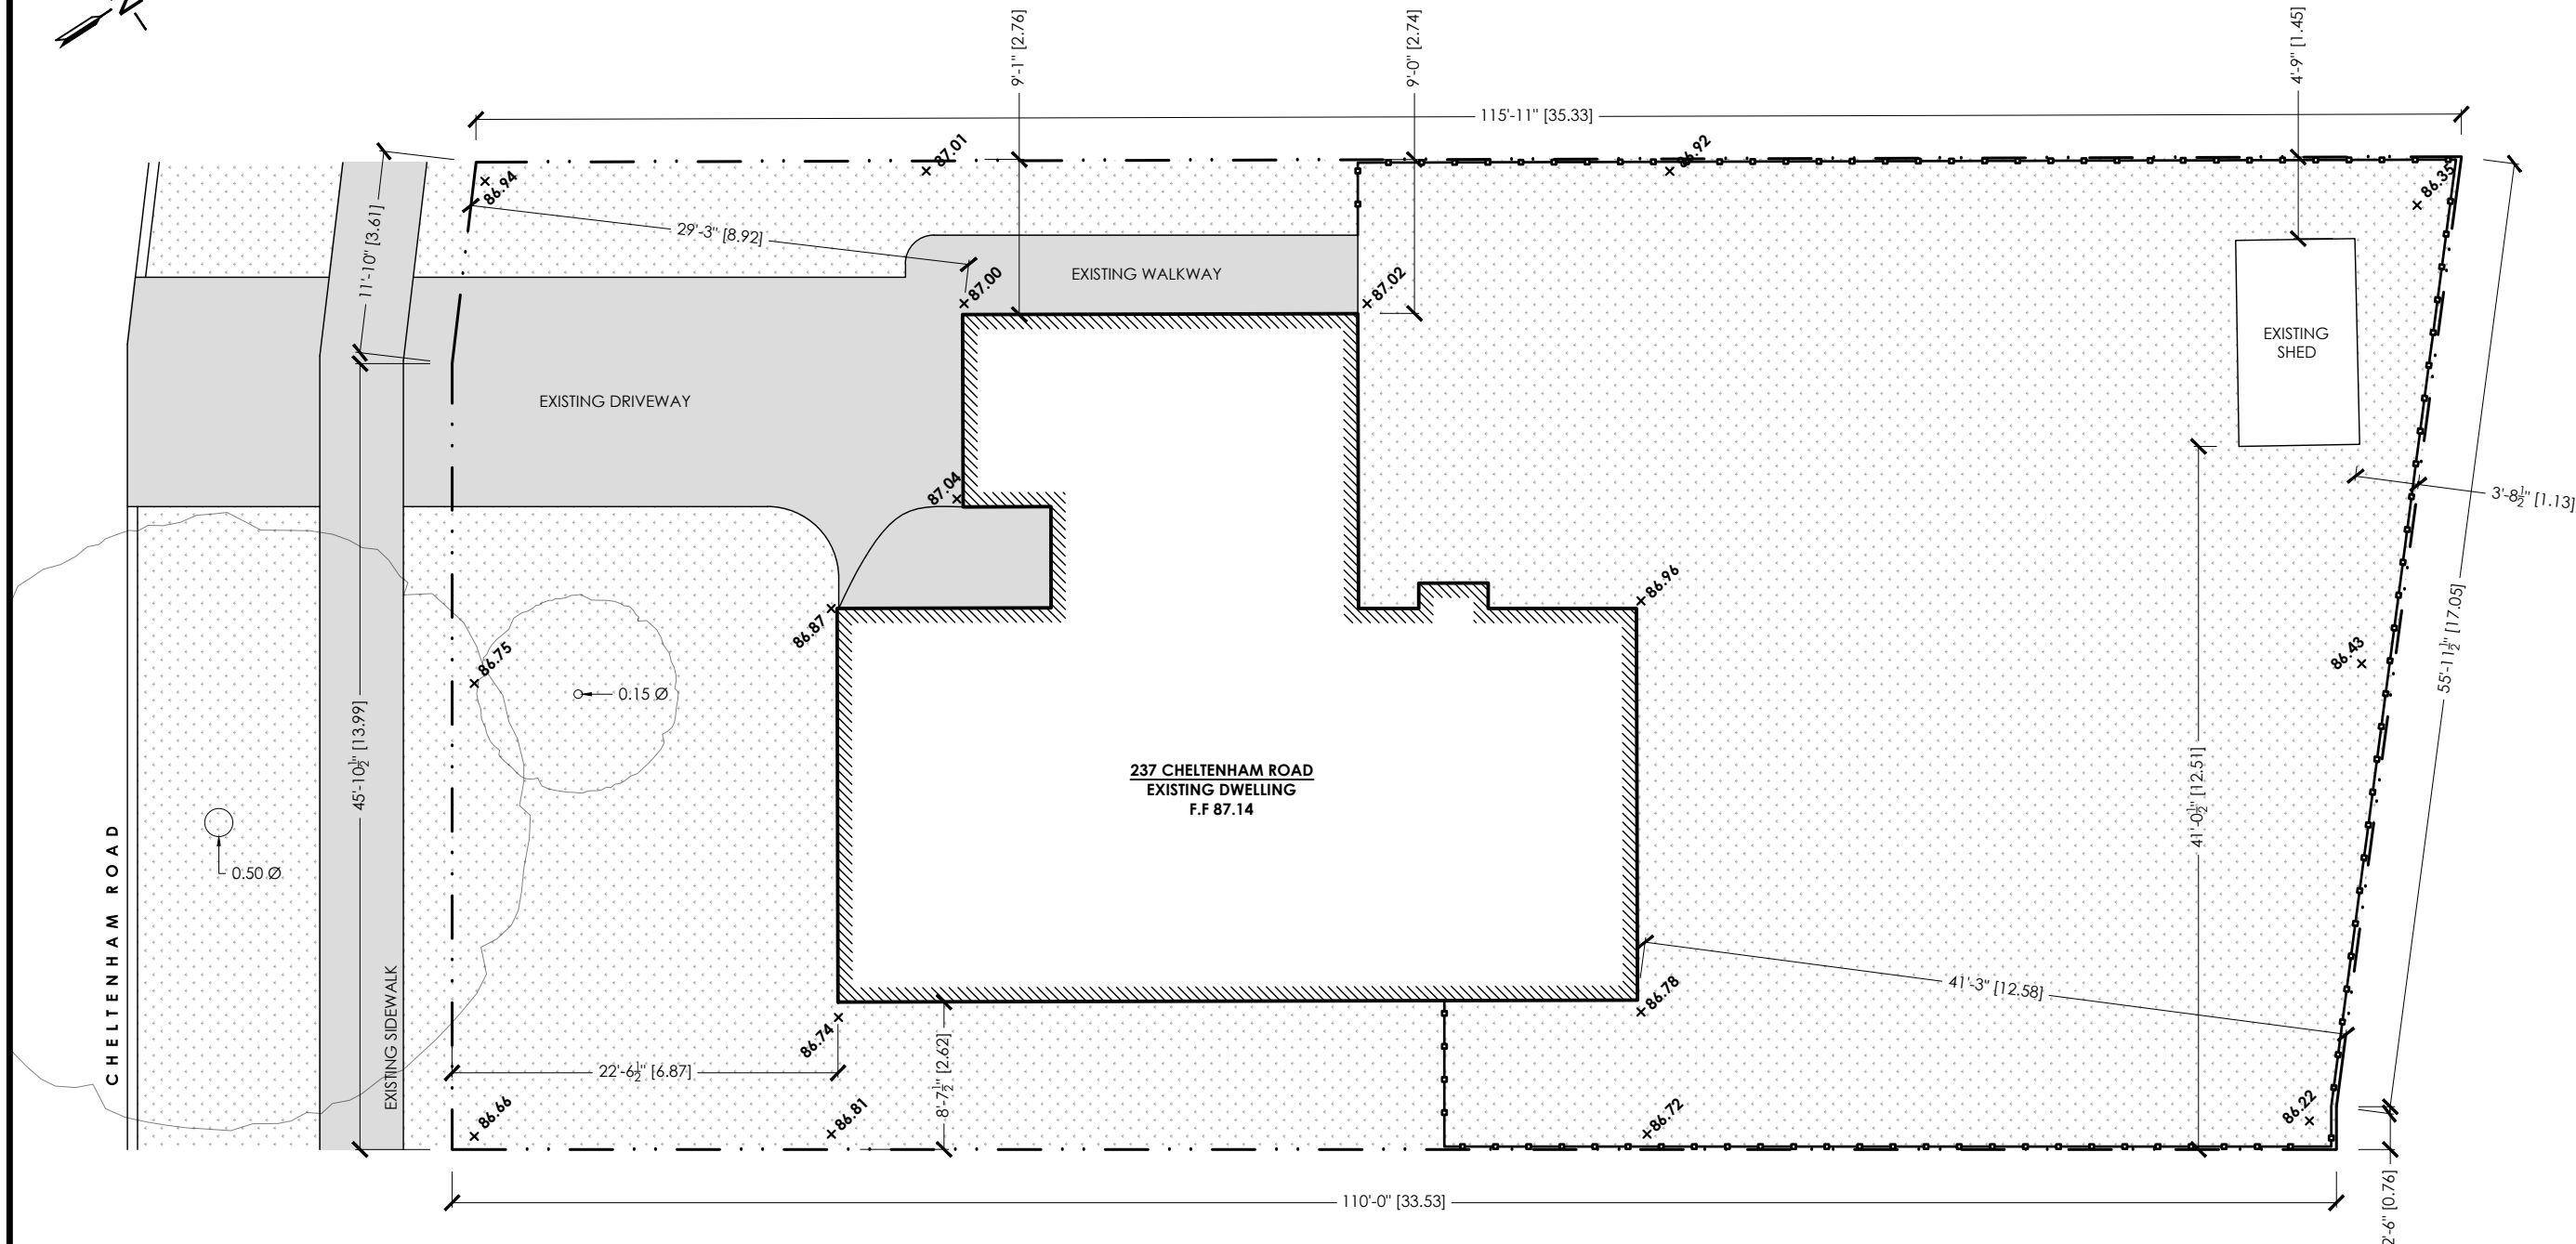 9'-1" [2.76]
9'-0" [2.74]
4'-9" [1.45]
115'-11" [35.33]
87.01
86.92
86.94
86.35
11'-10" [3.61]
29'-3" [8.92]
EXISTING WALKWAY
87.00
87.02
EXISTING
SHED
EXISTING DRIVEWAY
87.04
3'-8½" [1.13]
86.96
86.87
86.75
86.43
55'-11½" [17.05]
0.15 Ø
45'-10½" [13.99]
237 CHELTENHAM ROAD
EXISTING DWELLING
F.F 87.14
41'-0½" [12.51]
0.50 Ø
CHELTENHAM ROAD
EXISTING SIDEWALK
41'-3" [12.58]
86.78
86.74
22'-6½" [6.87]
8'-7½" [2.62]
86.66
86.81
86.72
86.22
110'-0" [33.53]
2'-6" [0.76]